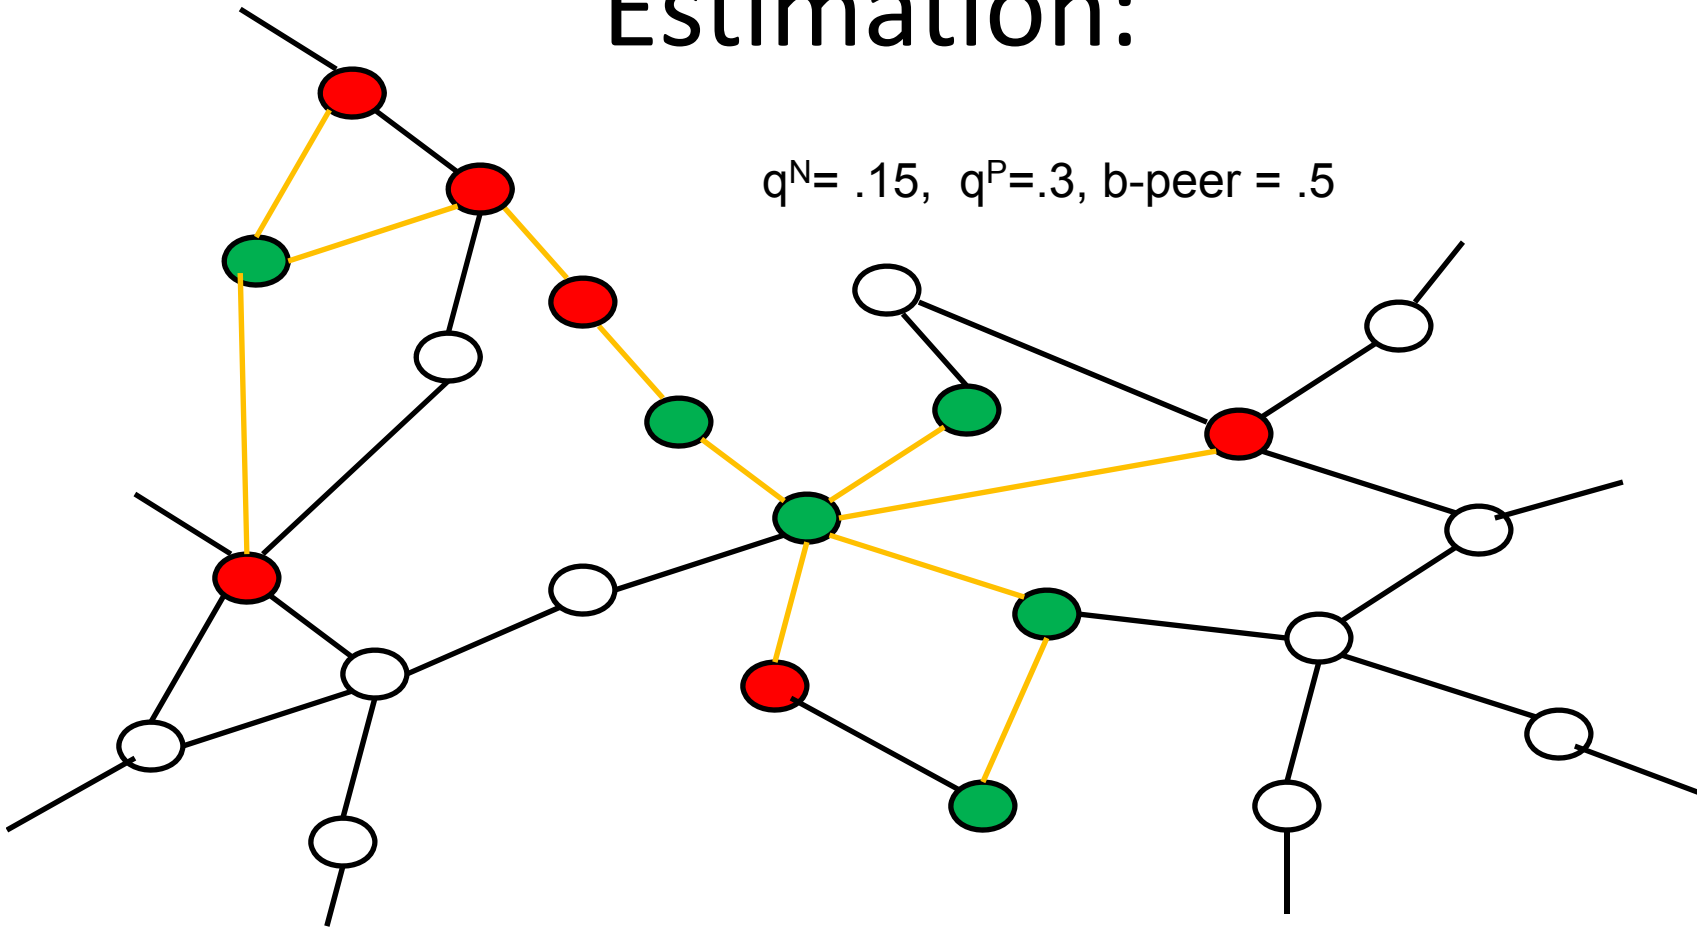 Estimation:
qᴺ= .15, qᴾ=.3, b-peer = .5